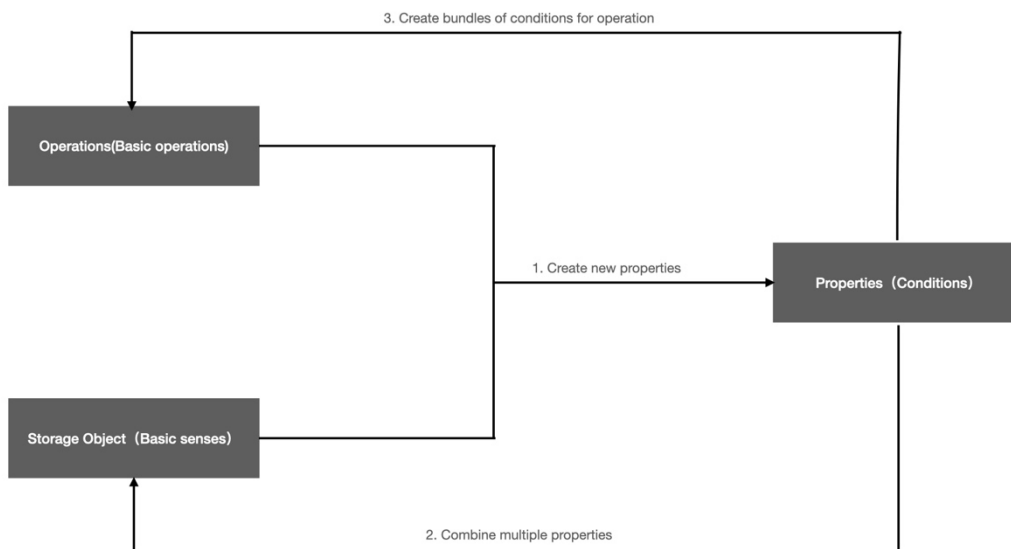 3. Create bundles of conditions for operation
Operations(Basic operations)
1. Create new properties
Properties（Conditions）
Storage Object（Basic senses）
2. Combine multiple properties